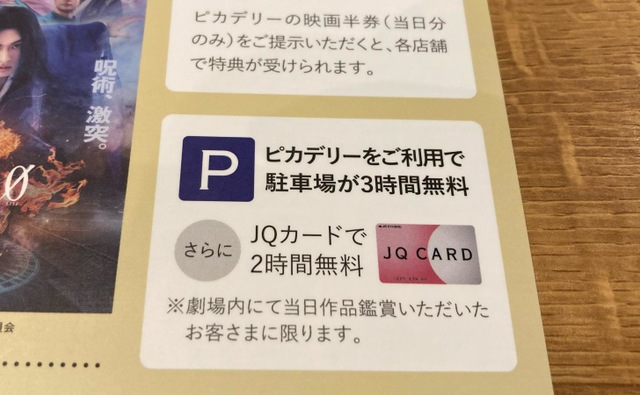 ピカデリーの映画半券(当日分
のみ)をご提示いただくと、各店舗
で特典が受けられます。
呪術、激突。
0
P
ピカデリーをご利用で
駐車場が3時間無料
さらに
JQカードで
2時間無料
JQ CARD
※劇場内にて当日作品鑑賞いただいた
お客さまに限ります。
員会